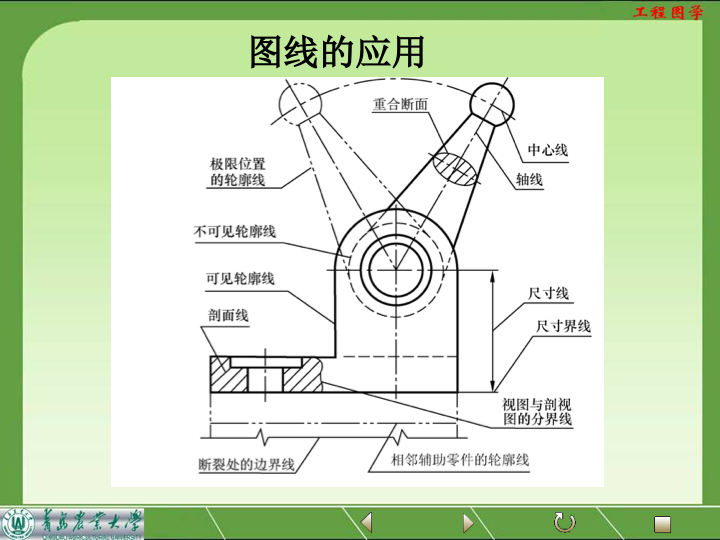 工程图学
图线的应用
重合断面
中心线
极限位置
的轮廓线
轴线
不可见轮廓线
可见轮廓线
尺寸线
剖面线
尺寸界线
视图与剖视
图的分界线
断裂处的边界线
相邻辅助零件的轮廓线
青岛农业大学
QINGDAO AGRICULTURAL UNIVERSITY